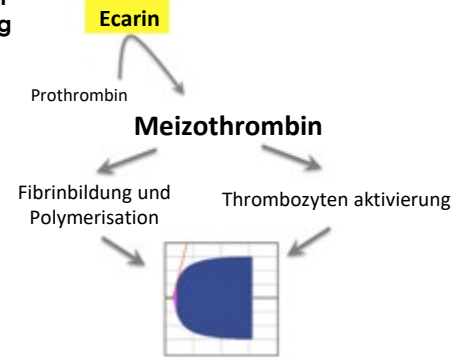 g
Ecarin
Prothrombin
Meizothrombin
Fibrinbildung und
Polymerisation
Thrombozyten aktivierung